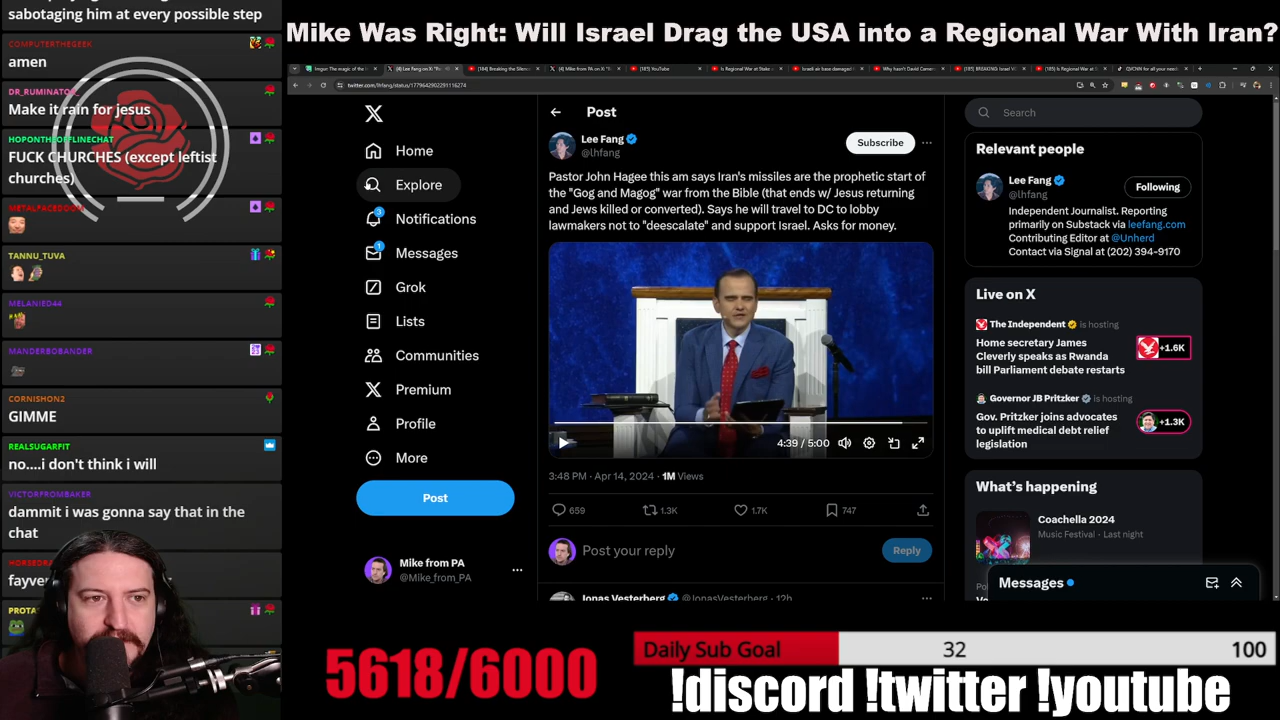 sabotaging him at every possible step
COMPUTERTHEGEEK
amen
DR_RUMINATOR
Make it rain for jesus
HOPONTHEOFFLINECHAT
FUCK CHURCHES (except leftist
churches)
METALFACEDOOM
TANNU_TUVA
MELANIED44
MANDERBOBANDER
CORNISHON2
GIMME
REALSUGARFIT
no....i don't think i will
VICTORFROMBAKER
dammit i was gonna say that in the
chat
Mike Was Right: Will Israel Drag the USA into a Regional War With Iran?
twitter.com/lhfang/status/1779642902291116274
Home
Explore
3
Notifications
1
Messages
Grok
Lists
Communities
Premium
Profile
More
Post
Mike from PA
@Mike_from_PA
Post
Lee Fang
@lhfang
Subscribe
Pastor John Hagee this am says Iran's missiles are the prophetic start of
the "Gog and Magog" war from the Bible (that ends w/ Jesus returning
and Jews killed or converted). Says he will travel to DC to lobby
lawmakers not to "deescalate" and support Israel. Asks for money.
4:39 / 5:00
3:48 PM · Apr 14, 2024 · 1M Views
659
1.3K
1.7K
747
Post your reply
Reply
Jonas Vesterberg @JonasVesterberg · 12h
Search
Relevant people
Lee Fang
@lhfang
Following
Independent Journalist. Reporting
primarily on Substack via leefang.com
Contributing Editor at @Unherd
Contact via Signal at (202) 394-9170
Live on X
The Independent is hosting
Home secretary James
Cleverly speaks as Rwanda
bill Parliament debate restarts
+1.6K
Governor JB Pritzker is hosting
Gov. Pritzker joins advocates
to uplift medical debt relief
legislation
+1.3K
What's happening
Coachella 2024
Music Festival · Last night
Messages
5618/6000
Daily Sub Goal
32
100
!discord !twitter !youtube